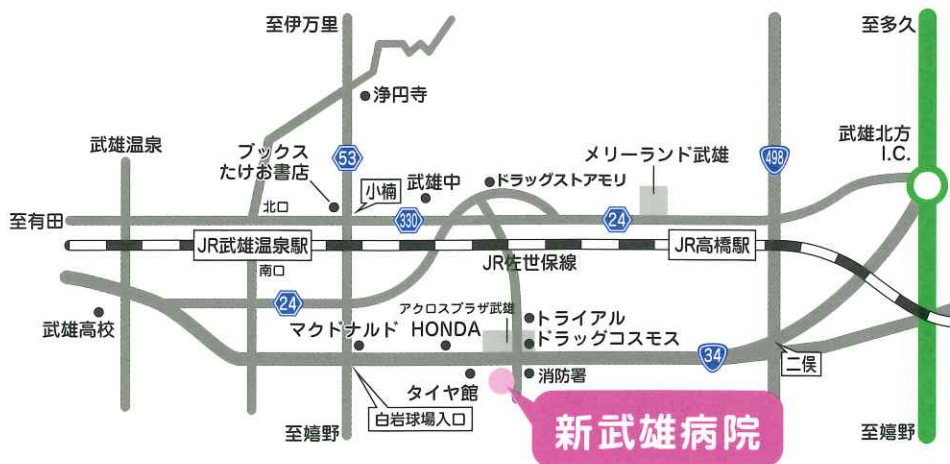 至伊万里
至多久
浄円寺
武雄温泉
ブックス
たけお書店
53
小楠
武雄中
ドラッグストアモリ
メリーランド武雄
498
武雄北方
I.C.
至有田
北口
330
24
JR武雄温泉駅
JR佐世保線
JR高橋駅
南口
24
武雄高校
マクドナルド
HONDA
アクロスプラザ武雄
トライアル
ドラッグコスモス
34
二俣
タイヤ館
消防署
白岩球場入口
新武雄病院
至嬉野
至嬉野